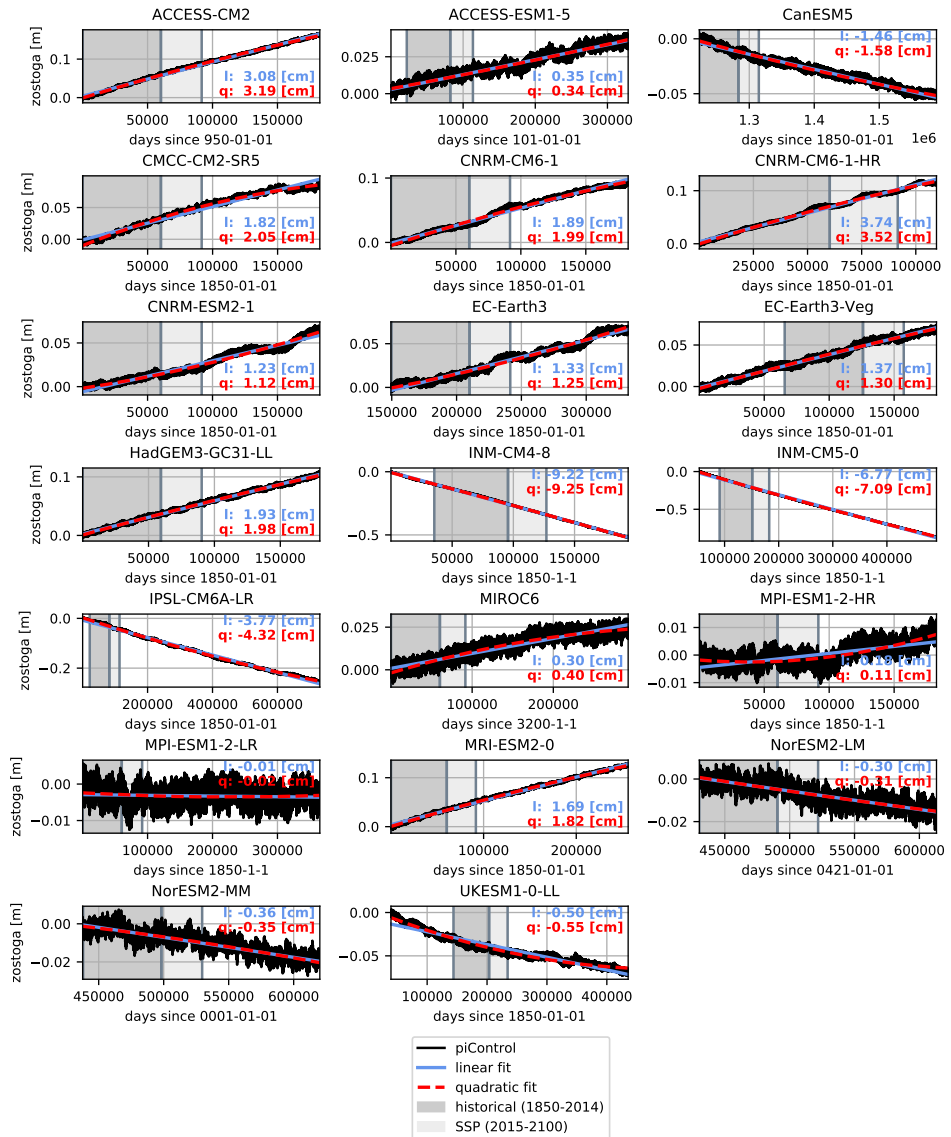 ACCESS-CM2
ACCESS-ESM1-5
CanESM5
zostoga [m]
0.1
0.0
l: 3.08 [cm]
q: 3.19 [cm]
50000 100000 150000
days since 950-01-01
0.025
0.000
l: 0.35 [cm]
q: 0.34 [cm]
100000 200000 300000
days since 101-01-01
0.00
−0.05
l: -1.46 [cm]
q: -1.58 [cm]
1.3 1.4 1.5
1e6
days since 1850-01-01
CMCC-CM2-SR5
CNRM-CM6-1
CNRM-CM6-1-HR
zostoga [m]
0.05
0.00
l: 1.82 [cm]
q: 2.05 [cm]
50000 100000 150000
days since 1850-01-01
0.1
0.0
l: 1.89 [cm]
q: 1.99 [cm]
50000 100000 150000
days since 1850-01-01
0.1
0.0
l: 3.74 [cm]
q: 3.52 [cm]
25000 50000 75000 100000
days since 1850-01-01
CNRM-ESM2-1
EC-Earth3
EC-Earth3-Veg
zostoga [m]
0.05
0.00
l: 1.23 [cm]
q: 1.12 [cm]
50000 100000 150000
days since 1850-01-01
0.05
0.00
l: 1.33 [cm]
q: 1.25 [cm]
150000 200000 250000 300000
days since 1850-01-01
0.05
0.00
l: 1.37 [cm]
q: 1.30 [cm]
50000 100000 150000
days since 1850-01-01
HadGEM3-GC31-LL
INM-CM4-8
INM-CM5-0
zostoga [m]
0.1
0.0
l: 1.93 [cm]
q: 1.98 [cm]
50000 100000 150000
days since 1850-01-01
0.0
−0.5
l: -9.22 [cm]
q: -9.25 [cm]
50000 100000 150000
days since 1850-1-1
0.0
−0.5
l: -6.77 [cm]
q: -7.09 [cm]
100000 200000 300000 400000
days since 1850-1-1
IPSL-CM6A-LR
MIROC6
MPI-ESM1-2-HR
zostoga [m]
0.0
−0.2
l: -3.77 [cm]
q: -4.32 [cm]
200000 400000 600000
days since 1850-01-01
0.025
0.000
l: 0.30 [cm]
q: 0.40 [cm]
100000 200000
days since 3200-1-1
0.01
0.00
−0.01
[cm]
q: 0.11 [cm]
50000 100000 150000
days since 1850-1-1
MPI-ESM1-2-LR
MRI-ESM2-0
NorESM2-LM
zostoga [m]
0.00
−0.01
l: -0.01 [cm]
q: -0.02 [cm]
100000 200000 300000
days since 1850-1-1
0.1
0.0
l: 1.69 [cm]
q: 1.82 [cm]
100000 200000
days since 1850-01-01
0.00
−0.02
l: -0.30 [cm]
q: -0.31 [cm]
450000 500000 550000 600000
days since 0421-01-01
NorESM2-MM
UKESM1-0-LL
zostoga [m]
0.00
−0.02
l: -0.36 [cm]
q: -0.35 [cm]
450000 500000 550000 600000
days since 0001-01-01
0.00
−0.05
l: -0.50 [cm]
q: -0.55 [cm]
100000 200000 300000 400000
days since 1850-01-01
piControl
linear fit
quadratic fit
historical (1850-2014)
SSP (2015-2100)